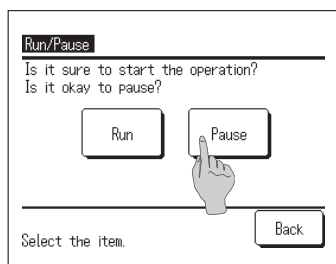 Run/Pause
Is it sure to start the operation?
Is it okay to pause?
Run Pause
Select the item. Back